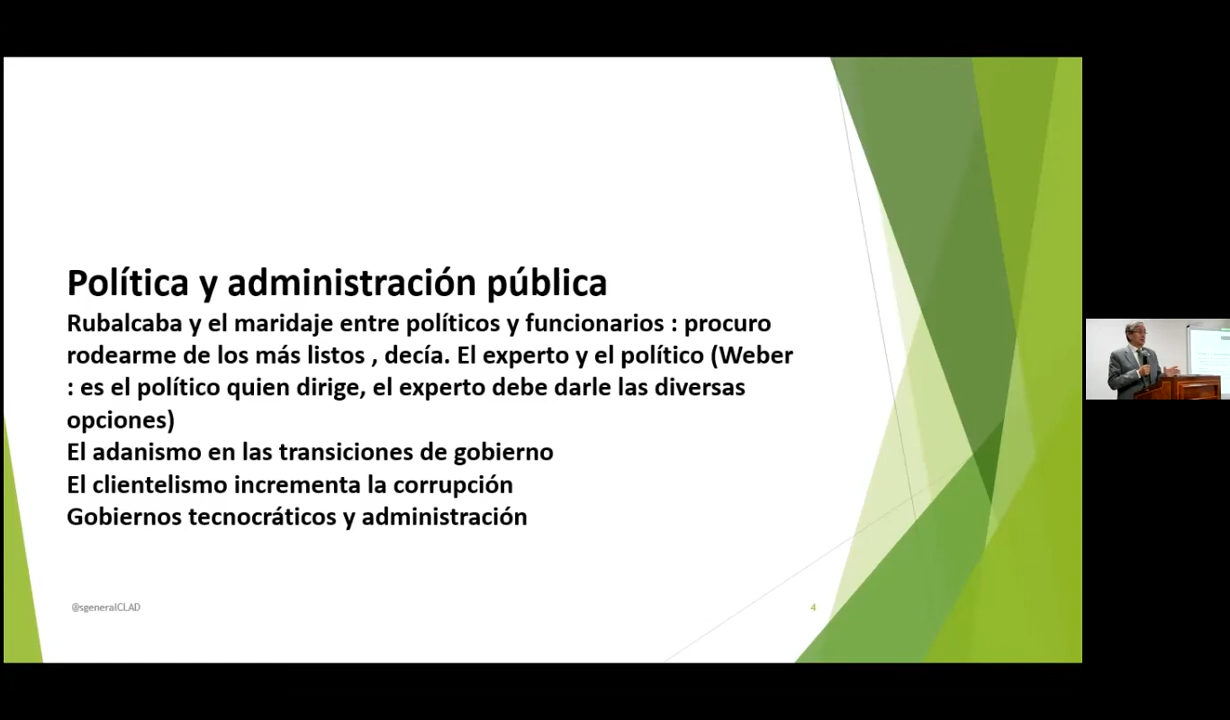 Política y administración pública
Rubalcaba y el maridaje entre políticos y funcionarios : procuro
rodearme de los más listos , decía. El experto y el político (Weber
: es el político quien dirige, el experto debe darle las diversas
opciones)
El adanismo en las transiciones de gobierno
El clientelismo incrementa la corrupción
Gobiernos tecnocráticos y administración
@sgeneralCLAD
4